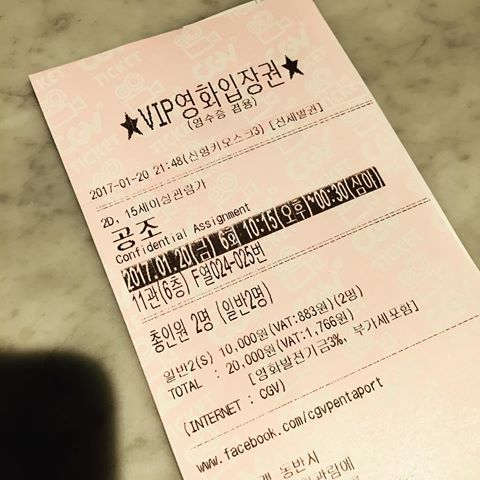 ★VIP영화입장권★
(영수증 겸용)
2017-01-20 21:48(신형키오스크3) [신세발권]
2D, 15세이상관람가
공조
Confidential Assignment
2017.01.20(금) 6회 10:15(오후)~00:30(심야)
11관(6층) F열024-025번
총인원 2명 (일반2명)
일반2(S) 10,000원(VAT:883원)(2명)
TOTAL : 20,000원(VAT:1,766원)
[영화발전기금3%, 부가세포함]
(INTERNET : CGV)
www.facebook.com/cgvpentaport
동반시